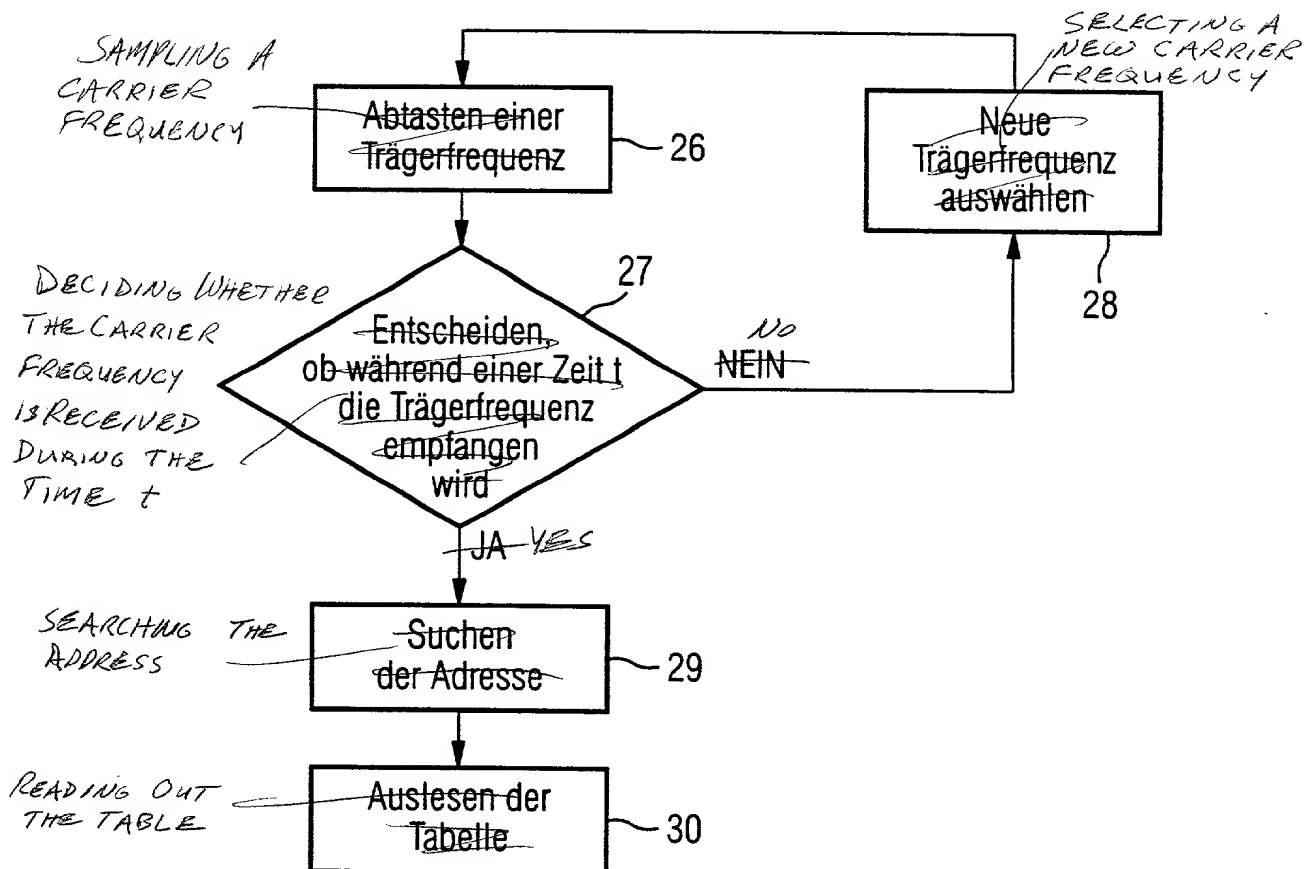 SAMPLING A
CARRIER
FREQUENCY
Abtasten einer
Trägerfrequenz
26
SELECTING A
NEW CARRIER
FREQUENCY
Neue
Trägerfrequenz
auswählen
28
DECIDING WHETHER
THE CARRIER
FREQUENCY
IS RECEIVED
DURING THE
TIME t
27
Entscheiden,
ob während einer Zeit t
die Trägerfrequenz
empfangen
wird
NO
NEIN
JA YES
SEARCHING THE
ADDRESS
Suchen
der Adresse
29
READING OUT
THE TABLE
Auslesen der
Tabelle
30